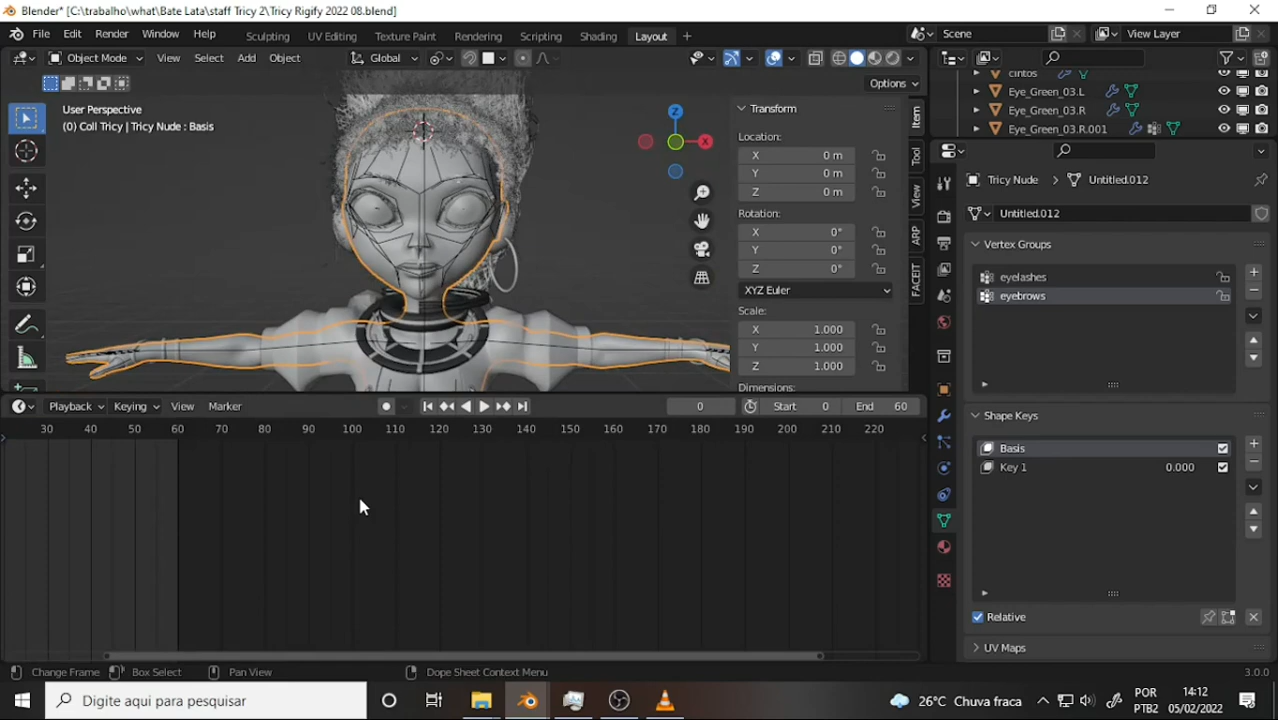 Blender* [C:\trabalho\what\Bate Lata\staff Tricy 2\Tricy Rigify 2022 08.blend]
File Edit Render Window Help Sculpting UV Editing Texture Paint Rendering Scripting Shading Layout + Scene View Layer
Object Mode View Select Add Object Global
Options
User Perspective
(0) Coll Tricy | Tricy Nude : Basis
Z
X
Transform
Location:
X 0 m
Y 0 m
Z 0 m
Rotation:
X 0°
Y 0°
Z 0°
XYZ Euler
Scale:
X 1.000
Y 1.000
Z 1.000
Dimensions:
Item
Tool
View
ARP
FACEIT
cintos
Eye_Green_03.L
Eye_Green_03.R
Eye_Green_03.R.001
Tricy Nude > Untitled.012
Untitled.012
Vertex Groups
eyelashes
eyebrows
Shape Keys
Basis
Key 1 0.000
Relative
UV Maps
Playback Keying View Marker 0 Start 0 End 60
30 40 50 60 70 80 90 100 110 120 130 140 150 160 170 180 190 200 210 220
Change Frame Box Select Pan View Dope Sheet Context Menu 3.0.0
Digite aqui para pesquisar
26°C Chuva fraca
POR
PTB2
14:12
05/02/2022